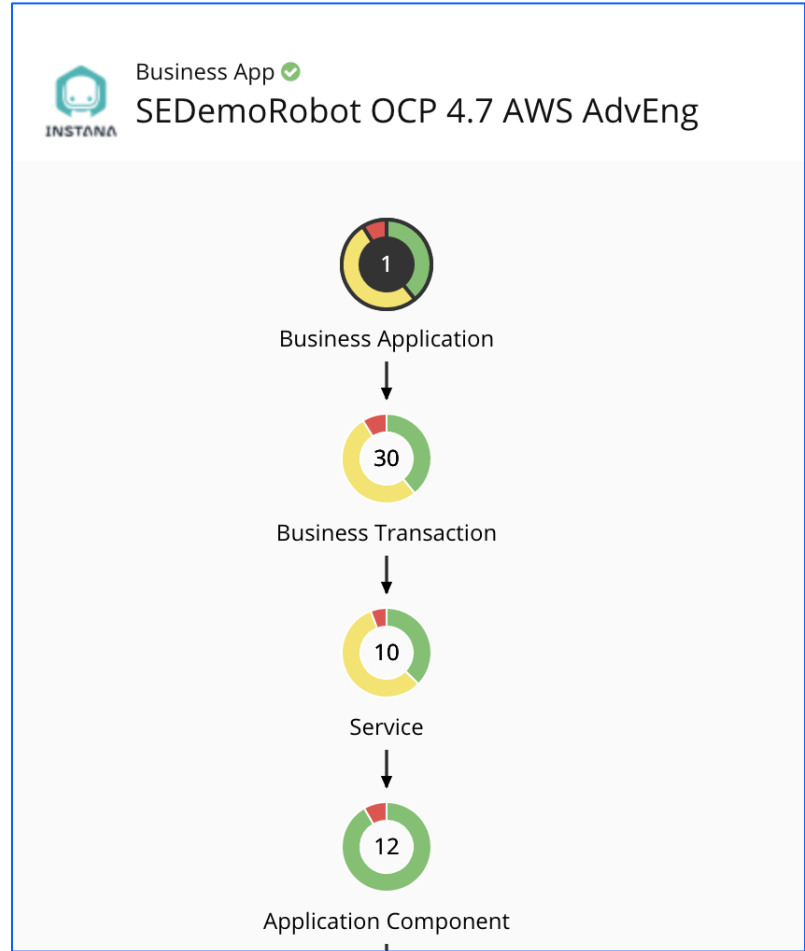 Business App
SEDemoRobot OCP 4.7 AWS AdvEng
INSTANA
1
Business Application
30
Business Transaction
10
Service
12
Application Component